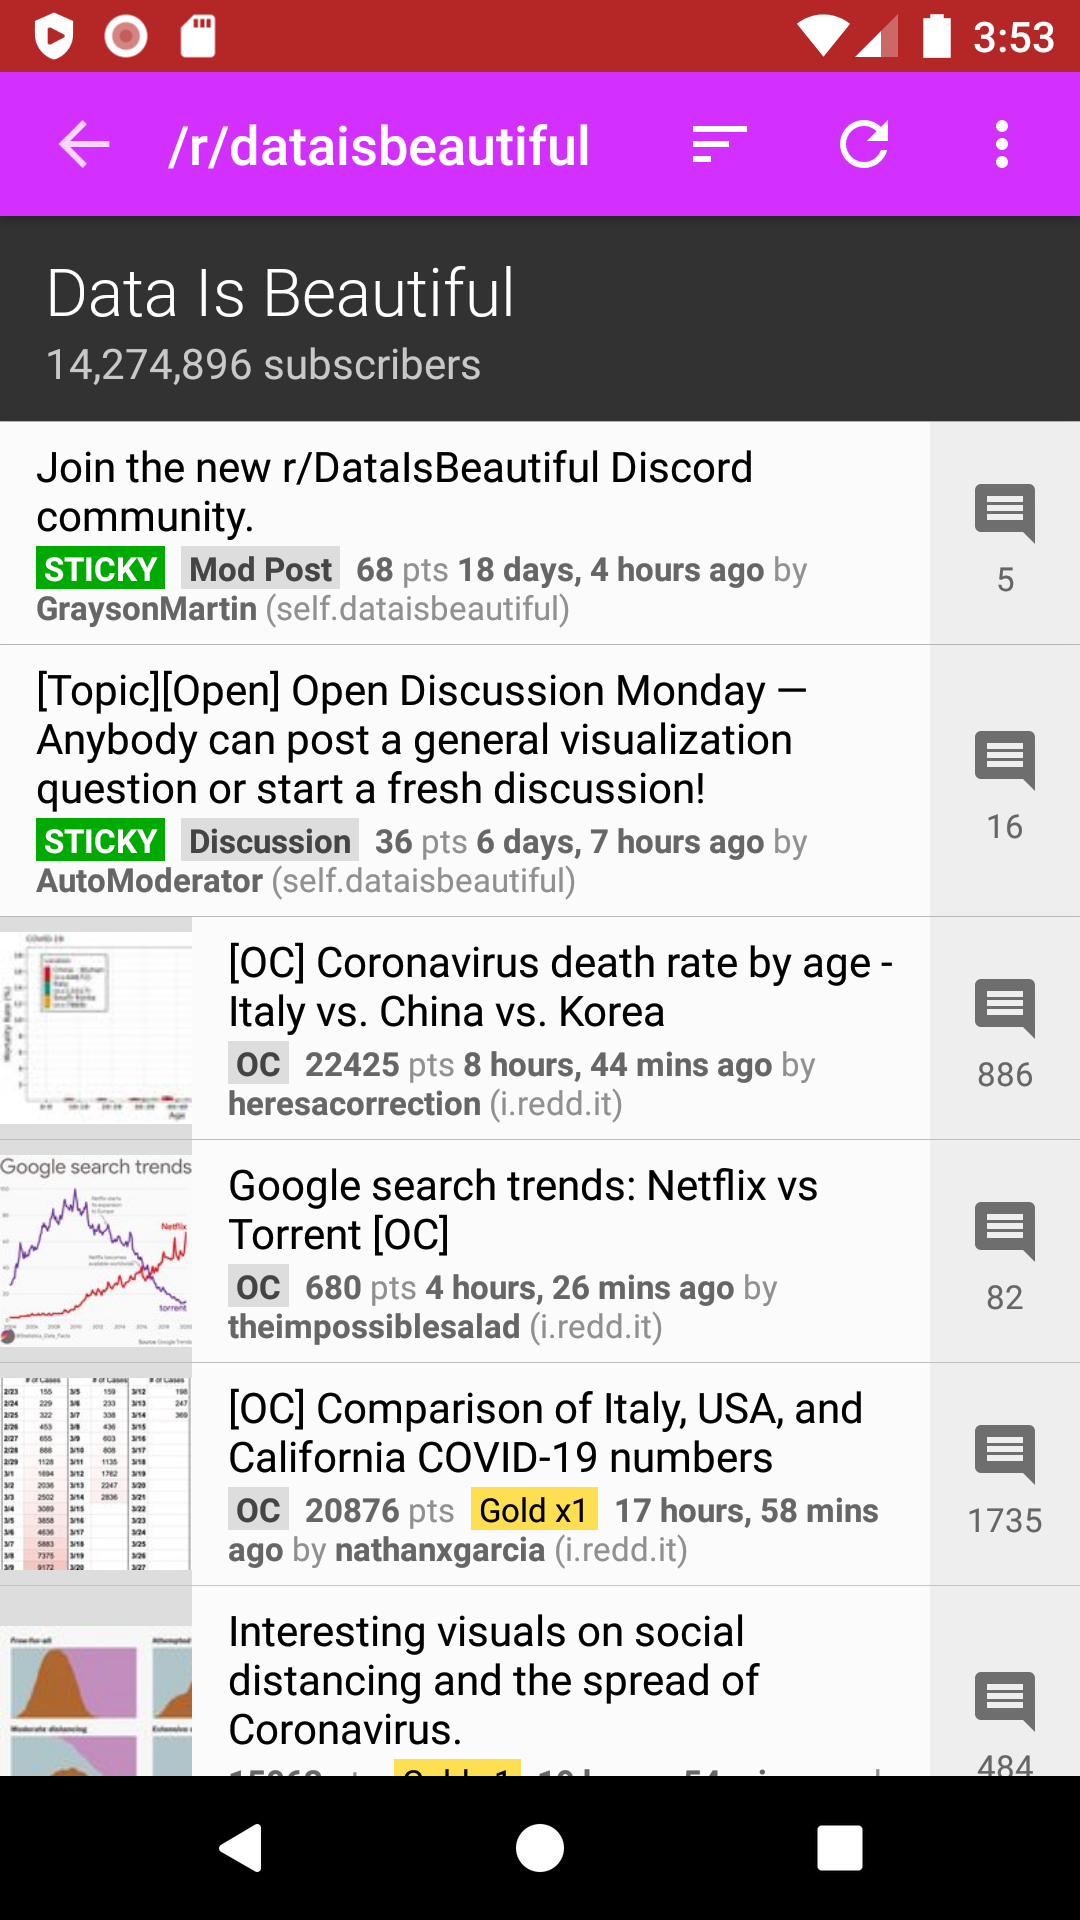 3:53
/r/dataisbeautiful
Data Is Beautiful
14,274,896 subscribers
Join the new r/DataIsBeautiful Discord
community.
STICKY Mod Post 68 pts 18 days, 4 hours ago by
GraysonMartin (self.dataisbeautiful)
5
[Topic][Open] Open Discussion Monday —
Anybody can post a general visualization
question or start a fresh discussion!
STICKY Discussion 36 pts 6 days, 7 hours ago by
AutoModerator (self.dataisbeautiful)
16
[OC] Coronavirus death rate by age -
Italy vs. China vs. Korea
OC 22425 pts 8 hours, 44 mins ago by
heresacorrection (i.redd.it)
886
Google search trends
Netflix
torrent
Google search trends: Netflix vs
Torrent [OC]
OC 680 pts 4 hours, 26 mins ago by
theimpossiblesalad (i.redd.it)
82
[OC] Comparison of Italy, USA, and
California COVID-19 numbers
OC 20876 pts Gold x1 17 hours, 58 mins
ago by nathanxgarcia (i.redd.it)
1735
Interesting visuals on social
distancing and the spread of
Coronavirus.
484